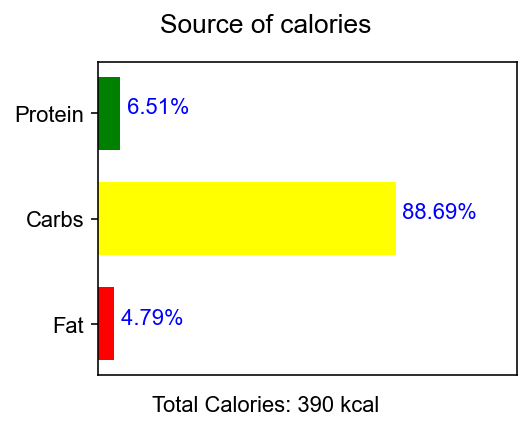 Source of calories
Protein 6.51%
Carbs 88.69%
Fat 4.79%
Total Calories: 390 kcal